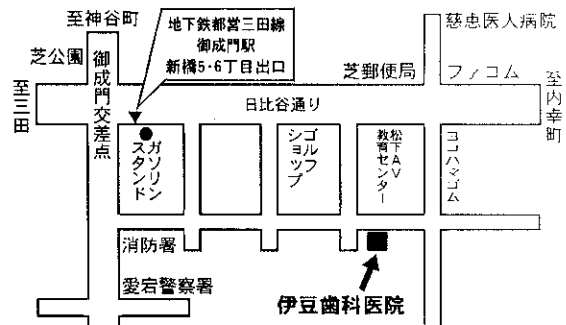 至神谷町
地下鉄都営三田線
御成門駅
新橋5·6丁目出口
慈恵医大病院
芝公園
御成門交差点
芝郵便局
ファコム
至三田
日比谷通り
至内幸町
ガソリン
スタンド
ゴルフ
ショップ
松下AV
教育センター
ヨコハマゴム
消防署
愛宕警察署
伊豆歯科医院